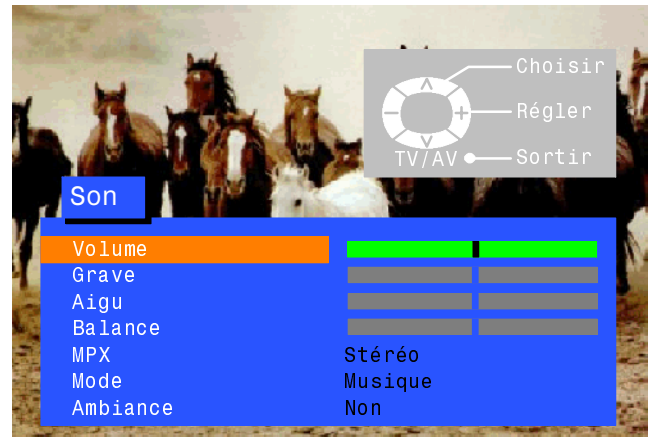 Choisir
Régler
TV/AV Sortir
Son
Volume
Grave
Aigu
Balance
MPX Stéréo
Mode Musique
Ambiance Non